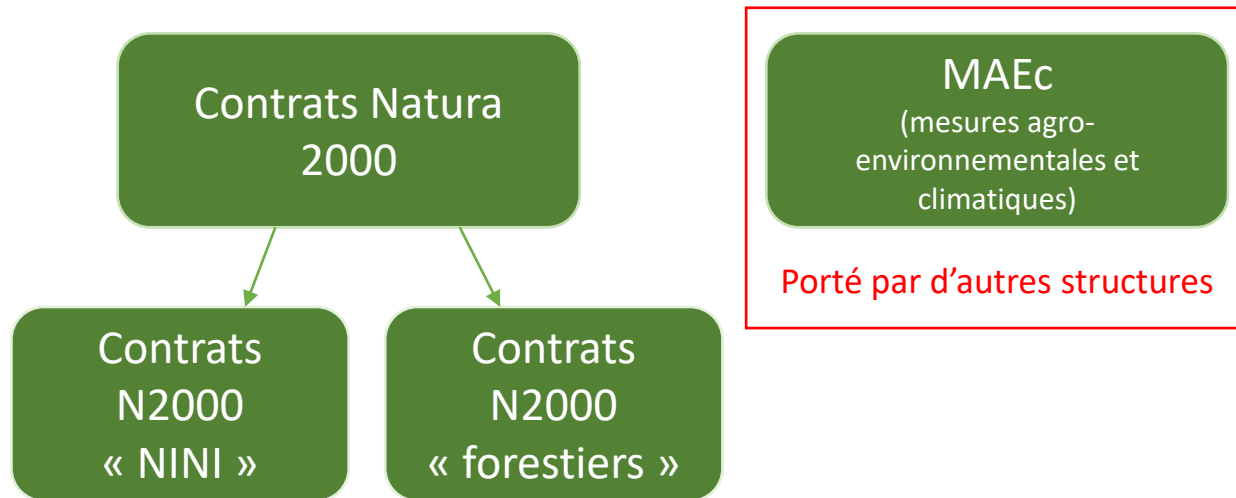 Contrats Natura
2000
MAEc
(mesures agro-
environnementales et
climatiques)
Porté par d'autres structures
Contrats
N2000
« NINI »
Contrats
N2000
« forestiers »